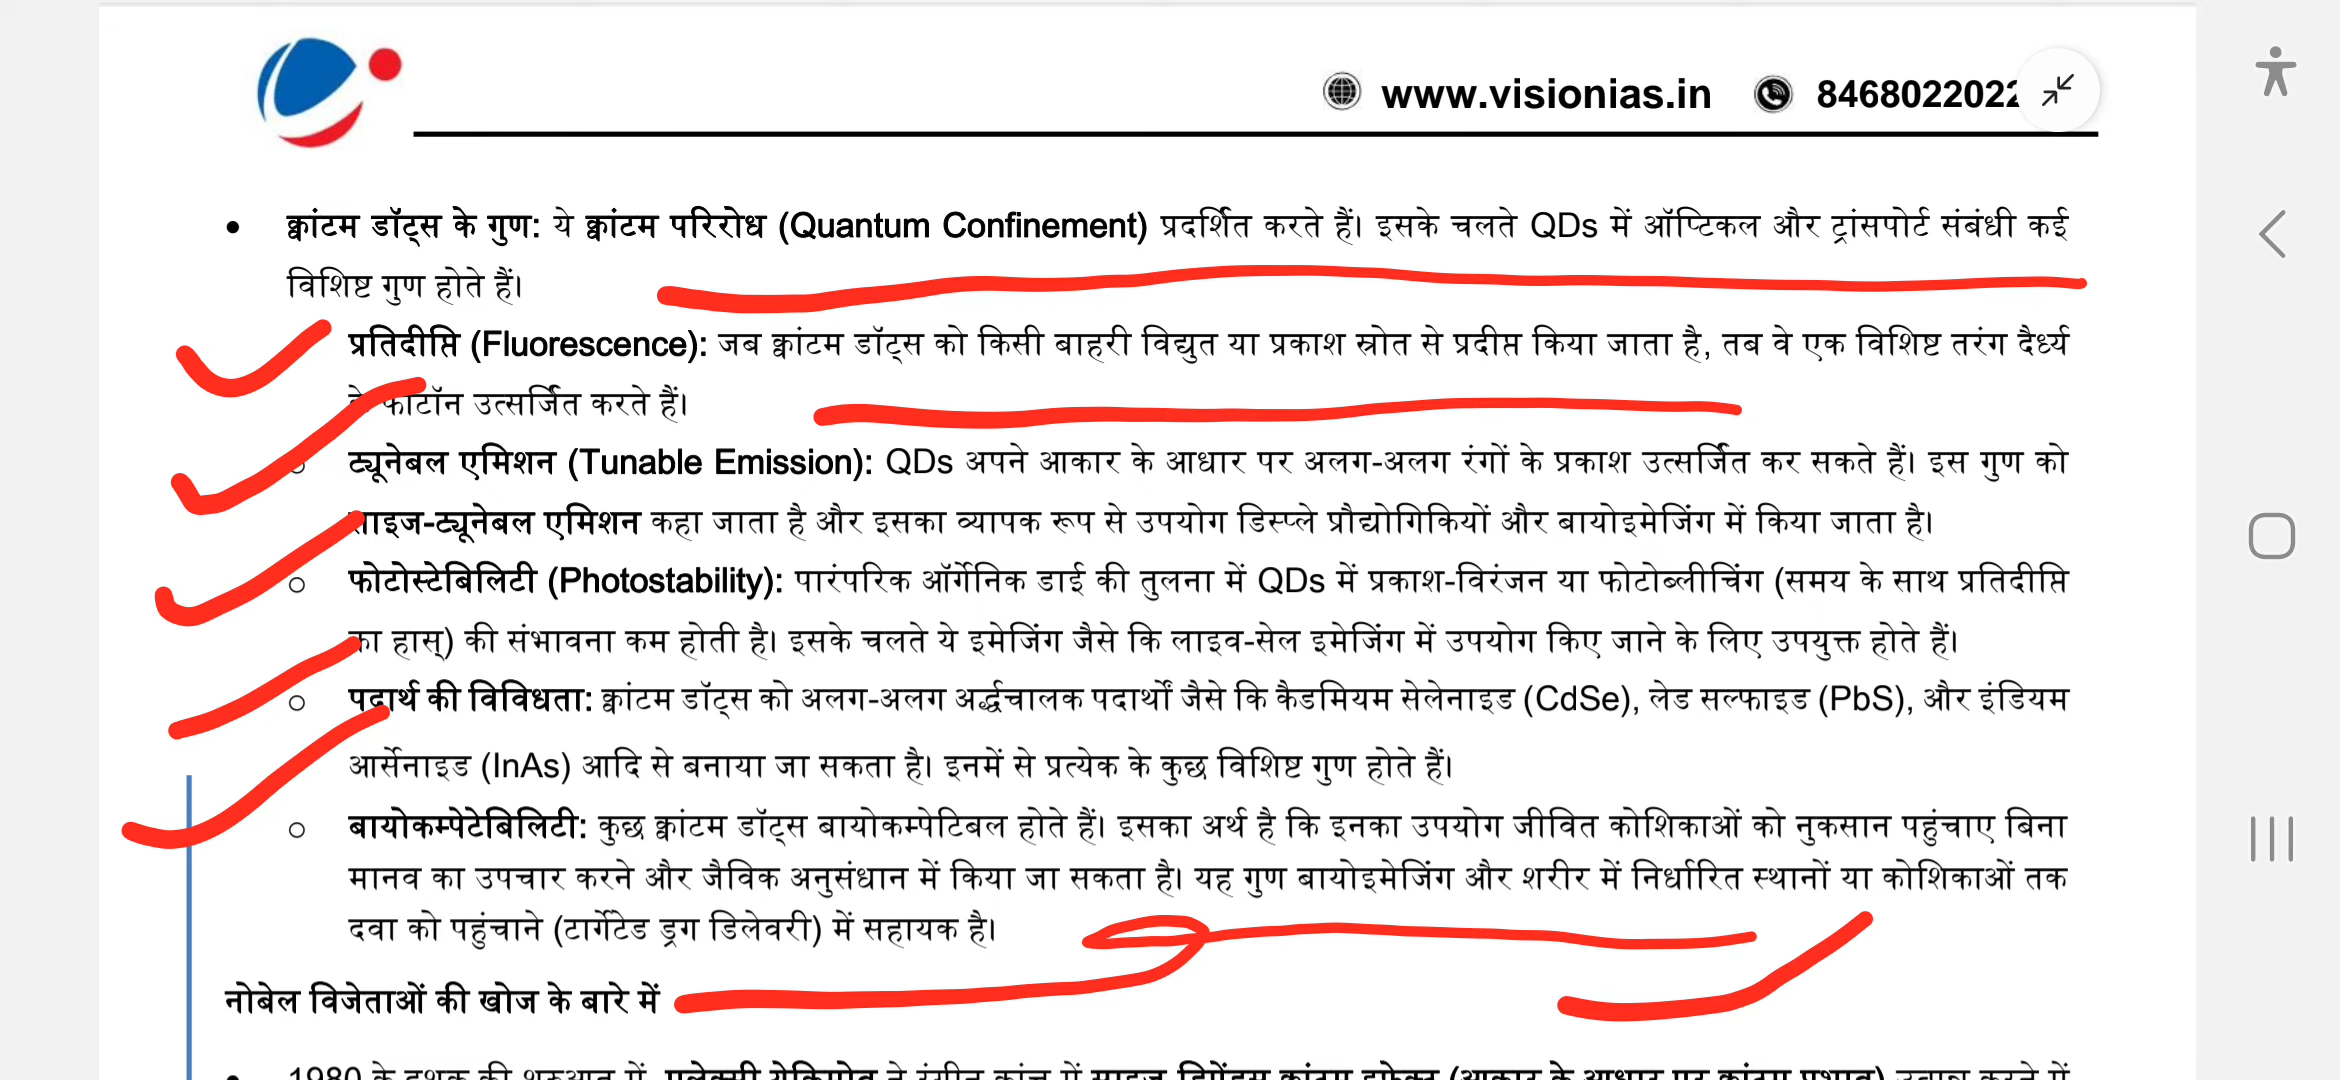 www.visionias.in 8468022022
• क्वांटम डॉट्स के गुण: ये क्वांटम परिरोध (Quantum Confinement) प्रदर्शित करते हैं। इसके चलते QDs में ऑप्टिकल और ट्रांसपोर्ट संबंधी कई
विशिष्ट गुण होते हैं।
प्रतिदीप्ति (Fluorescence): जब क्वांटम डॉट्स को किसी बाहरी विद्युत या प्रकाश स्रोत से प्रदीप्त किया जाता है, तब वे एक विशिष्ट तरंग दैर्ध्य
के फोटॉन उत्सर्जित करते हैं।
○ ट्यूनेबल एमिशन (Tunable Emission): QDs अपने आकार के आधार पर अलग-अलग रंगों के प्रकाश उत्सर्जित कर सकते हैं। इस गुण को
साइज-ट्यूनेबल एमिशन कहा जाता है और इसका व्यापक रूप से उपयोग डिस्प्ले प्रौद्योगिकियों और बायोइमेजिंग में किया जाता है।
○ फोटोस्टेबिलिटी (Photostability): पारंपरिक ऑर्गेनिक डाई की तुलना में QDs में प्रकाश-विरंजन या फोटोब्लीचिंग (समय के साथ प्रतिदीप्ति
का हास्) की संभावना कम होती है। इसके चलते ये इमेजिंग जैसे कि लाइव-सेल इमेजिंग में उपयोग किए जाने के लिए उपयुक्त होते हैं।
○ पदार्थ की विविधता: क्वांटम डॉट्स को अलग-अलग अर्द्धचालक पदार्थों जैसे कि कैडमियम सेलेनाइड (CdSe), लेड सल्फाइड (PbS), और इंडियम
आर्सेनाइड (InAs) आदि से बनाया जा सकता है। इनमें से प्रत्येक के कुछ विशिष्ट गुण होते हैं।
○ बायोकम्पेटेबिलिटी: कुछ क्वांटम डॉट्स बायोकम्पेटिबल होते हैं। इसका अर्थ है कि इनका उपयोग जीवित कोशिकाओं को नुकसान पहुंचाए बिना
मानव का उपचार करने और जैविक अनुसंधान में किया जा सकता है। यह गुण बायोइमेजिंग और शरीर में निर्धारित स्थानों या कोशिकाओं तक
दवा को पहुंचाने (टार्गेटेड ड्रग डिलेवरी) में सहायक है।
नोबेल विजेताओं की खोज के बारे में
• 1980 के दशक की शुरुआत में,